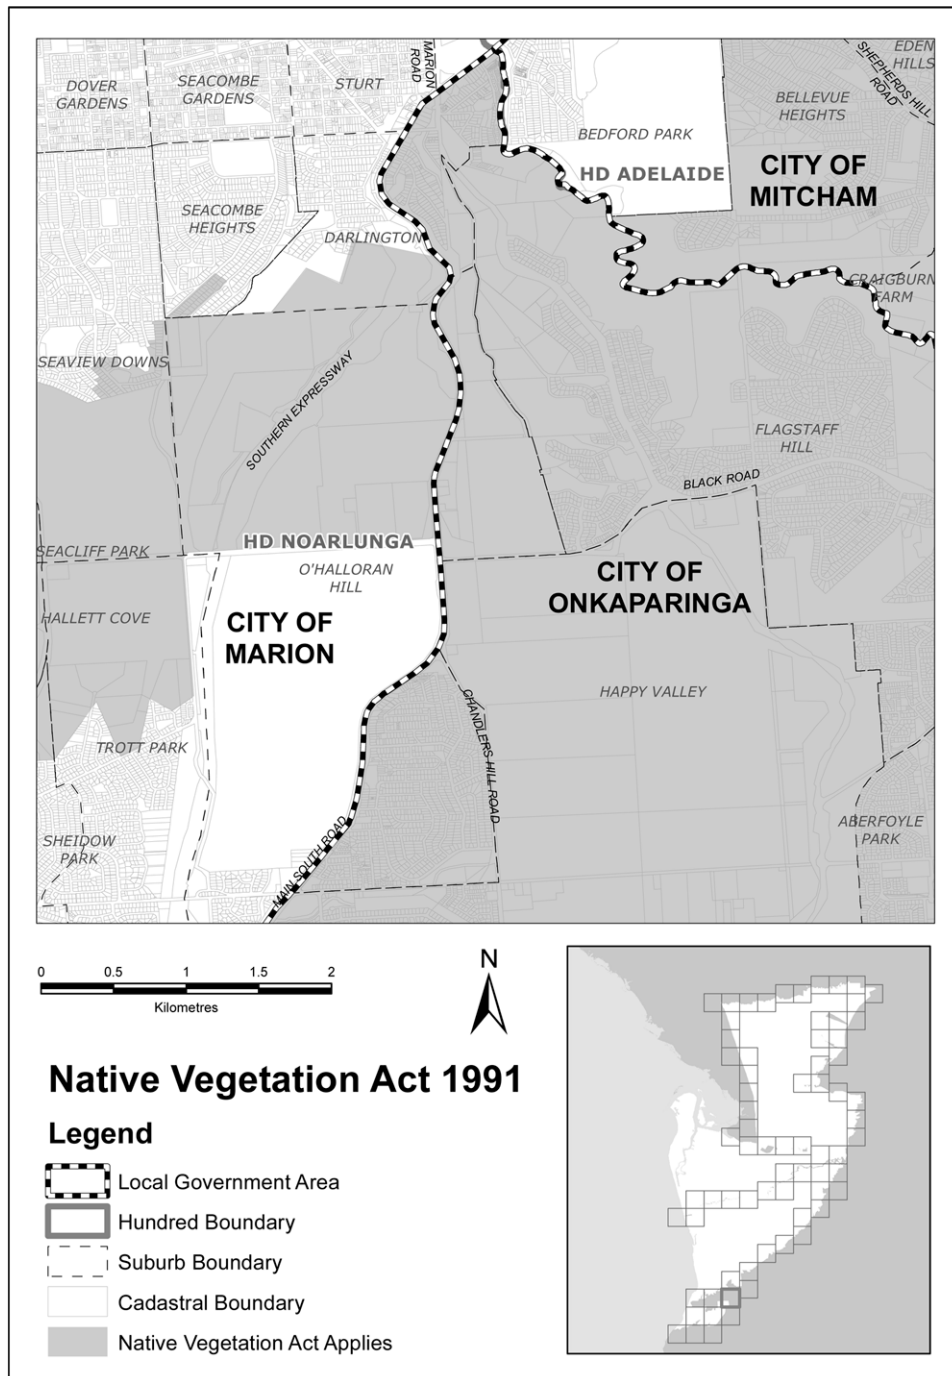 DOVER
GARDENS
SEACOMBE
GARDENS
STURT
MARION
ROAD
EDEN
HILLS
SHEPHERDS HILL
ROAD
BELLEVUE
HEIGHTS
BEDFORD PARK
HD ADELAIDE
CITY OF
MITCHAM
SEACOMBE
HEIGHTS
DARLINGTON
CRAIGBURN
FARM
SEAVIEW DOWNS
SOUTHERN EXPRESSWAY
FLAGSTAFF
HILL
BLACK ROAD
SEACLIFF PARK
HD NOARLUNGA
O'HALLORAN
HILL
CITY OF
ONKAPARINGA
HALLETT COVE
CITY OF
MARION
HAPPY VALLEY
CHANDLERS HILL ROAD
TROTT PARK
SHEIDOW
PARK
MAIN SOUTH ROAD
ABERFOYLE
PARK
0 0.5 1 1.5 2
Kilometres
N
Native Vegetation Act 1991
Legend
Local Government Area
Hundred Boundary
Suburb Boundary
Cadastral Boundary
Native Vegetation Act Applies